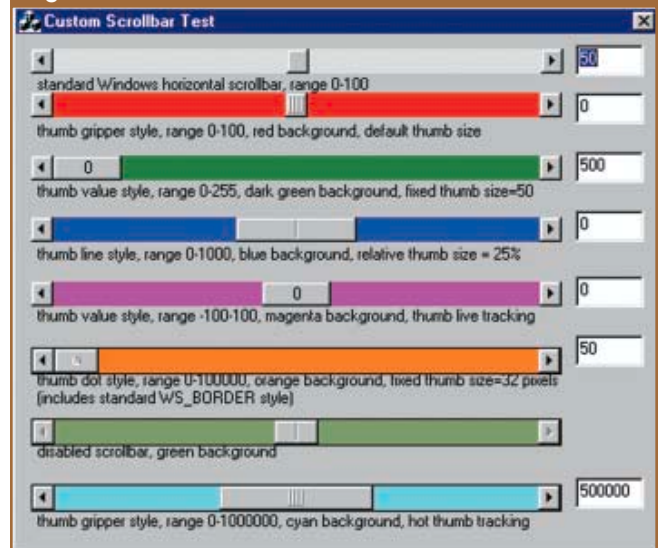 Custom Scrollbar Test
50
standard Windows horizontal scrollbar, range 0-100
0
thumb gripper style, range 0-100, red background, default thumb size
0
500
thumb value style, range 0-255, dark green background, fixed thumb size=50
0
thumb line style, range 0-1000, blue background, relative thumb size = 25%
0
0
thumb value style, range -100-100, magenta background, thumb live tracking
50
thumb dot style, range 0-100000, orange background, fixed thumb size=32 pixels
(includes standard WS_BORDER style)
disabled scrollbar, green background
500000
thumb gripper style, range 0-1000000, cyan background, hot thumb tracking